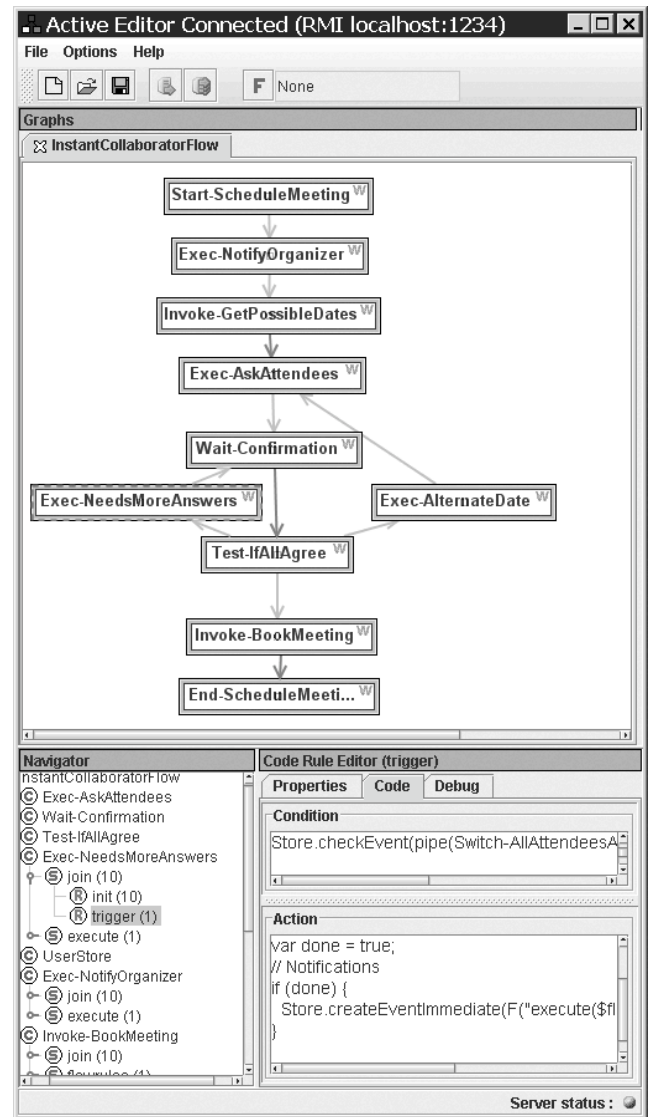 Active Editor Connected (RMI localhost:1234)
File Options Help
F None
Graphs
InstantCollaboratorFlow
Start-ScheduleMeeting W
Exec-NotifyOrganizer W
Invoke-GetPossibleDates W
Exec-AskAttendees W
Wait-Confirmation W
Exec-NeedsMoreAnswers W
Exec-AlternateDate W
Test-IfAllAgree W
Invoke-BookMeeting W
End-ScheduleMeeti... W
Navigator
nstantCollaboratorFlow
C Exec-AskAttendees
C Wait-Confirmation
C Test-IfAllAgree
C Exec-NeedsMoreAnswers
S join (10)
R init (10)
R trigger (1)
S execute (1)
C UserStore
C Exec-NotifyOrganizer
S join (10)
S execute (1)
C Invoke-BookMeeting
S join (10)
S flowrules (1)
Code Rule Editor (trigger)
Properties Code Debug
Condition
Store.checkEvent(pipe(Switch-AllAttendeesA
Action
var done = true;
// Notifications
if (done) {
Store.createEventImmediate(F("execute($fl
}
Server status :